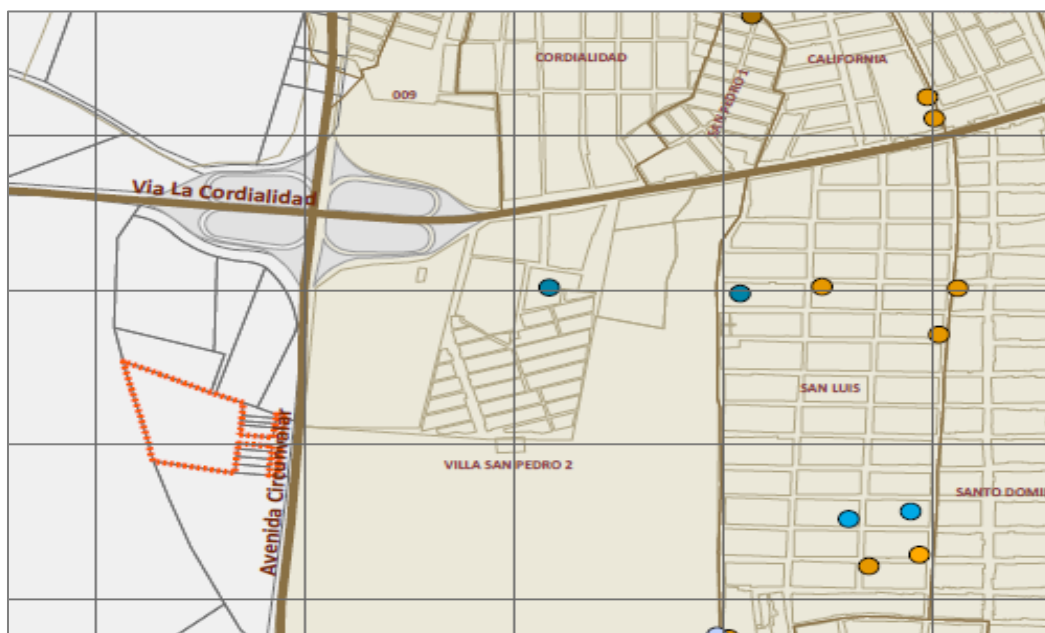 CORDIALIDAD
CALIFORNIA
009
SAN PEDRO 1
Via La Cordialidad
SAN LUIS
Avenida Circunvalar
VILLA SAN PEDRO 2
SANTO DOMI